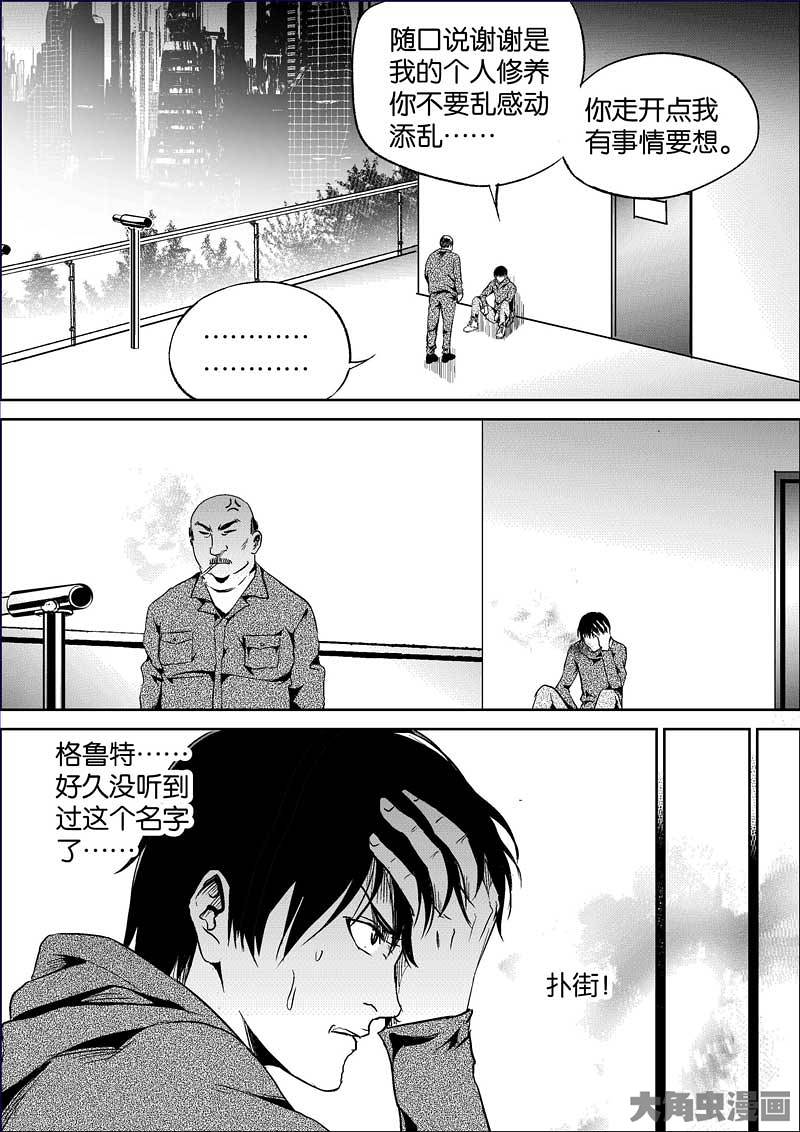 随口说谢谢是
我的个人修养
你不要乱感动
添乱……
你走开点我
有事情要想。
…………
…………
格鲁特……
好久没听到
过这个名字
了……
扑街！
大角虫漫画